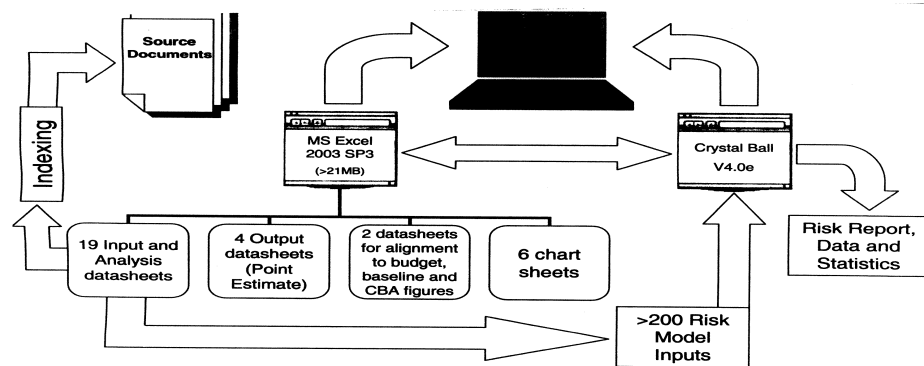 Source
Documents
Indexing
MS Excel
2003 SP3
(>21MB)
Crystal Ball
V4.0e
19 Input and
Analysis
datasheets
4 Output
datasheets
(Point
Estimate)
2 datasheets
for alignment
to budget,
baseline and
CBA figures
6 chart
sheets
Risk Report,
Data and
Statistics
>200 Risk
Model
Inputs